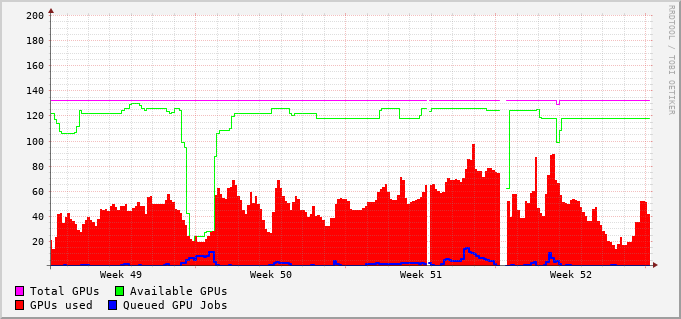 200
180
160
140
120
100
80
60
40
20
Week 49 Week 50 Week 51 Week 52
Total GPUs Available GPUs
GPUs used Queued GPU Jobs
RRDTOOL / TOBI OETIKER